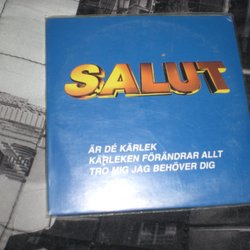 SALUT
ÄR DÉ KÄRLEK
KÄRLEKEN FÖRÄNDRAR ALLT
TRO MIG JAG BEHÖVER DIG